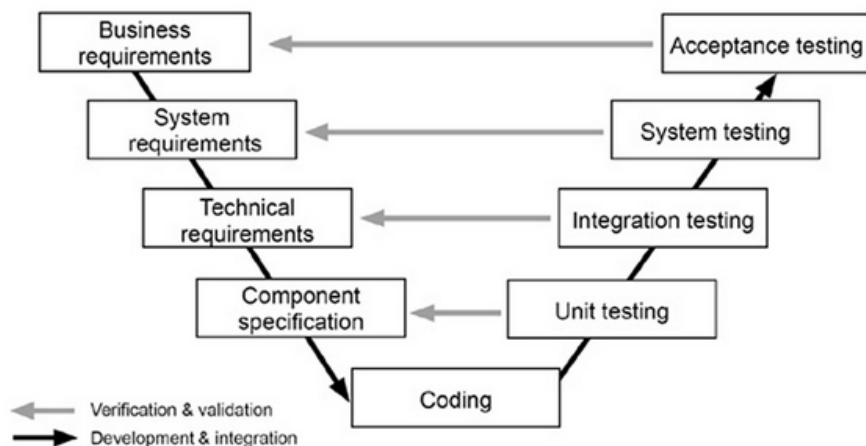 Business
requirements
Acceptance testing
System
requirements
System testing
Technical
requirements
Integration testing
Component
specification
Unit testing
Coding
Verification & validation
Development & integration